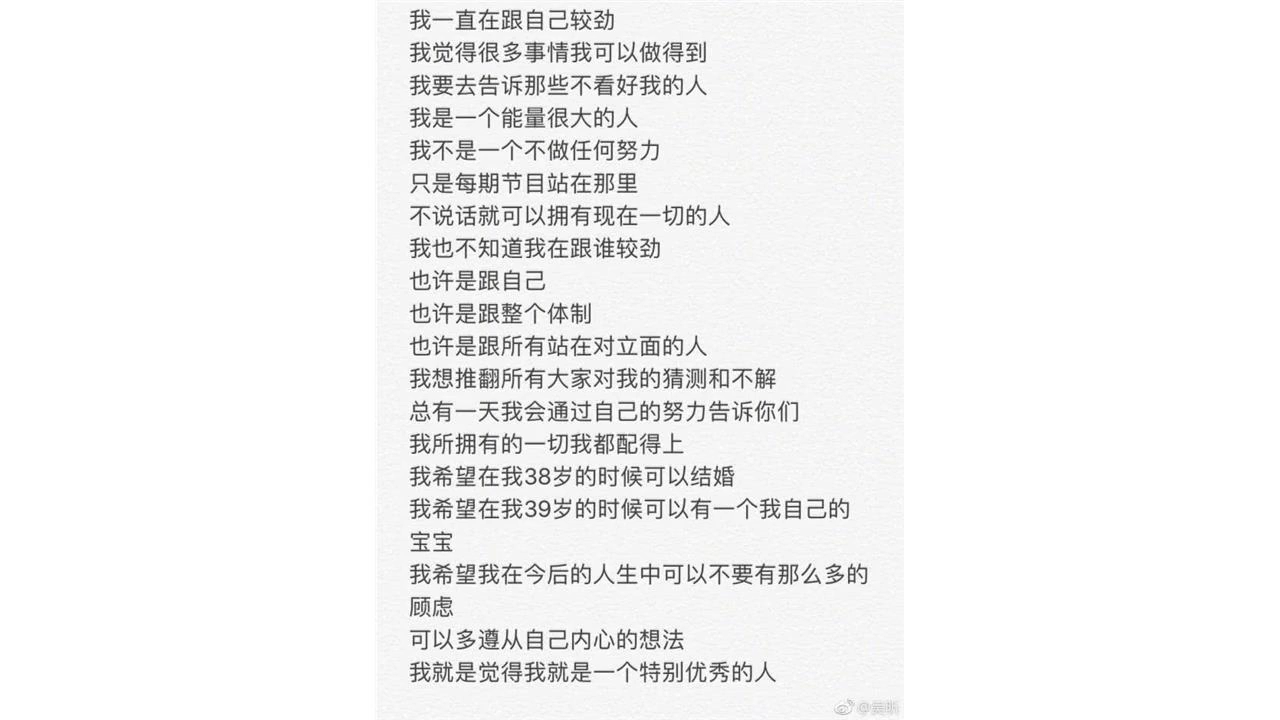 我一直在跟自己较劲
我觉得很多事情我可以做得到
我要去告诉那些不看好我的人
我是一个能量很大的人
我不是一个不做任何努力
只是每期节目站在那里
不说话就可以拥有现在一切的人
我也不知道我在跟谁较劲
也许是跟自己
也许是跟整个体制
也许是跟所有站在对立面的人
我想推翻所有大家对我的猜测和不解
总有一天我会通过自己的努力告诉你们
我所拥有的一切我都配得上
我希望在我38岁的时候可以结婚
我希望在我39岁的时候可以有一个我自己的
宝宝
我希望我在今后的人生中可以不要有那么多的
顾虑
可以多遵从自己内心的想法
我就是觉得我就是一个特别优秀的人